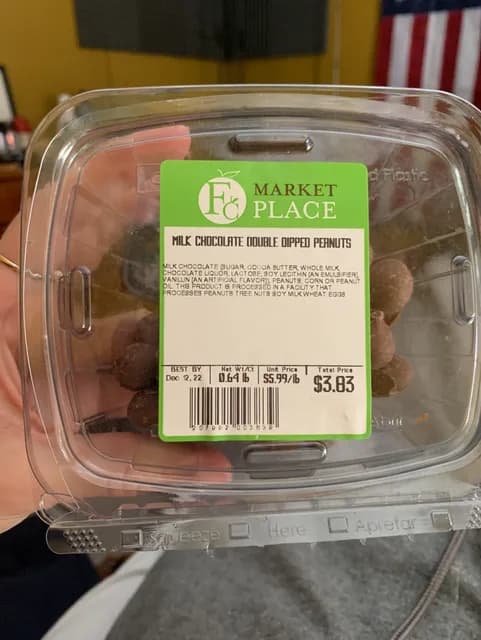 d Plastic
Fc
MARKET
PLACE
MILK CHOCOLATE DOUBLE DIPPED PEANUTS
MILK CHOCOLATE (SUGAR, COCOA BUTTER, WHOLE MILK,
CHOCOLATE LIQUOR, LACTOSE, SOY LECITHIN (AN EMULSIFIER),
VANILLIN (AN ARTIFICIAL FLAVOR)), PEANUTS, CORN OR PEANUT
OIL. THIS PRODUCT IS PROCESSED IN A FACILITY THAT
PROCESSES PEANUTS TREE NUTS SOY MILK WHEAT EGGS
BEST BY Net Wt/Ct Unit Price Total Price
Dec 12, 22 0.64 lb $5.99/lb $3.83
Squeeze Here Apretar